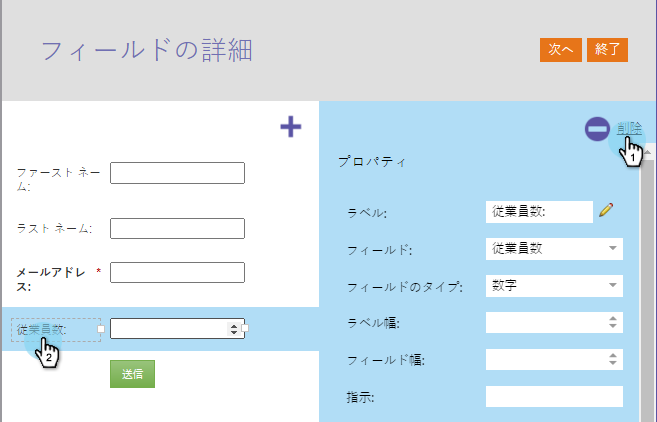 フィールドの詳細
次へ 終了
削除
1
プロパティ
ファースト ネー
ム:
ラスト ネーム:
メールアドレ *
ス:
従業員数:
2
送信
ラベル: 従業員数:
フィールド: 従業員数
フィールドのタイプ: 数字
ラベル幅:
フィールド幅:
指示: